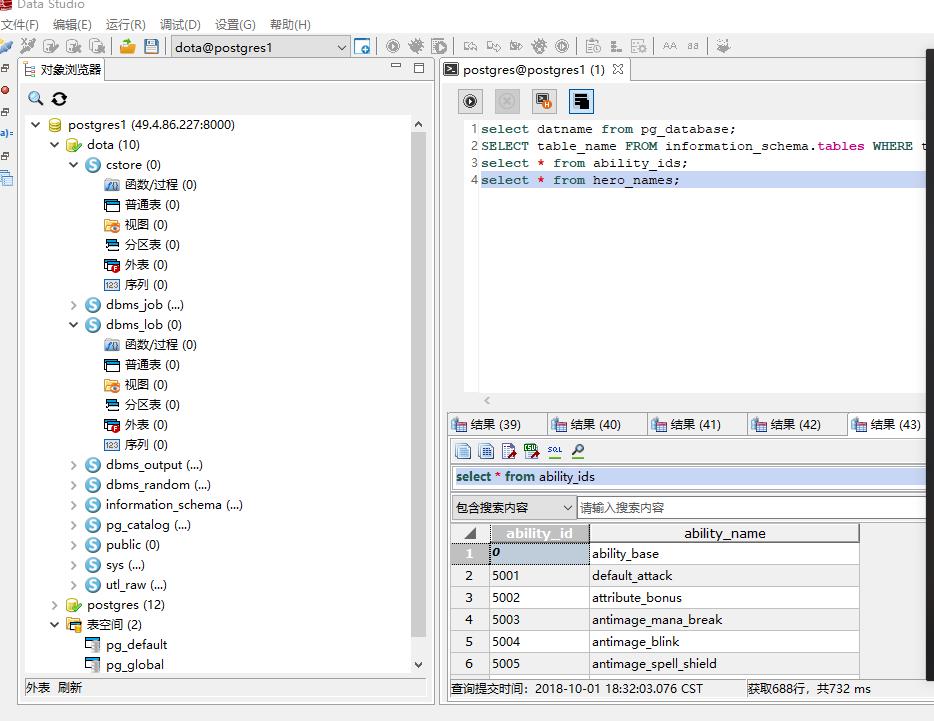 Data Studio
文件(F) 编辑(E) 运行(R) 调试(D) 设置(G) 帮助(H)
dota@postgres1
对象浏览器
postgres1 (49.4.86.227:8000)
dota (10)
cstore (0)
函数/过程 (0)
普通表 (0)
视图 (0)
分区表 (0)
外表 (0)
序列 (0)
dbms_job (...)
dbms_lob (0)
函数/过程 (0)
普通表 (0)
视图 (0)
分区表 (0)
外表 (0)
序列 (0)
dbms_output (...)
dbms_random (...)
information_schema (...)
pg_catalog (...)
public (0)
sys (...)
utl_raw (...)
postgres (12)
表空间 (2)
pg_default
pg_global
外表 刷新
postgres@postgres1 (1)
1 select datname from pg_database;
2 SELECT table_name FROM information_schema.tables WHERE t
3 select * from ability_ids;
4 select * from hero_names;
结果 (39) 结果 (40) 结果 (41) 结果 (42) 结果 (43)
select * from ability_ids
包含搜索内容 请输入搜索内容
ability_id ability_name
1 0 ability_base
2 5001 default_attack
3 5002 attribute_bonus
4 5003 antimage_mana_break
5 5004 antimage_blink
6 5005 antimage_spell_shield
查询提交时间：2018-10-01 18:32:03.076 CST 获取688行，共732 ms